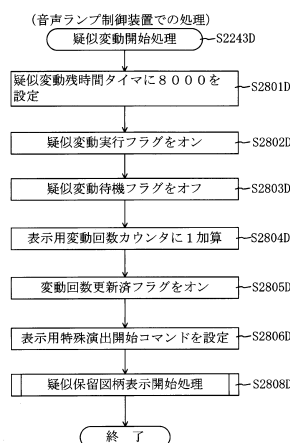 (音声ランプ制御装置での処理)
疑似変動開始処理
S2243D
疑似変動残時間タイマに8000を
設定
S2801D
疑似変動実行フラグをオン
S2802D
疑似変動待機フラグをオフ
S2803D
表示用変動回数カウンタに1加算
S2804D
変動回数更新済フラグをオン
S2805D
表示用特殊演出開始コマンドを設定
S2806D
疑似保留図柄表示開始処理
S2808D
終 了